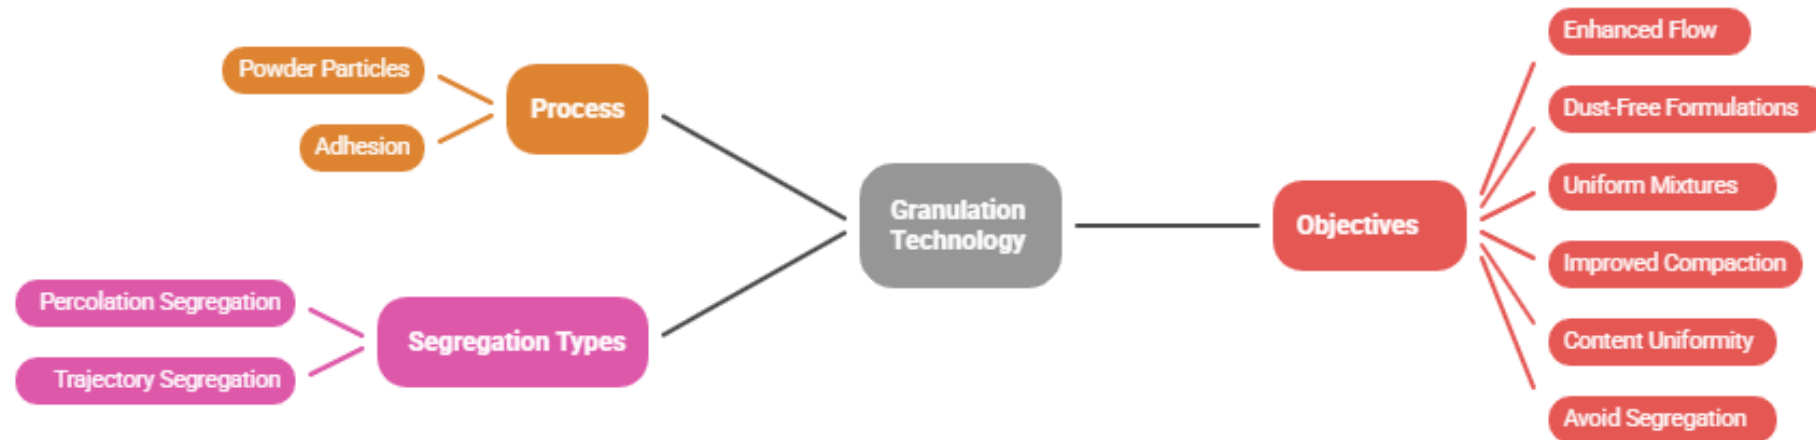 Powder Particles
Adhesion
Process
Percolation Segregation
Trajectory Segregation
Segregation Types
Granulation
Technology
Objectives
Enhanced Flow
Dust-Free Formulations
Uniform Mixtures
Improved Compaction
Content Uniformity
Avoid Segregation